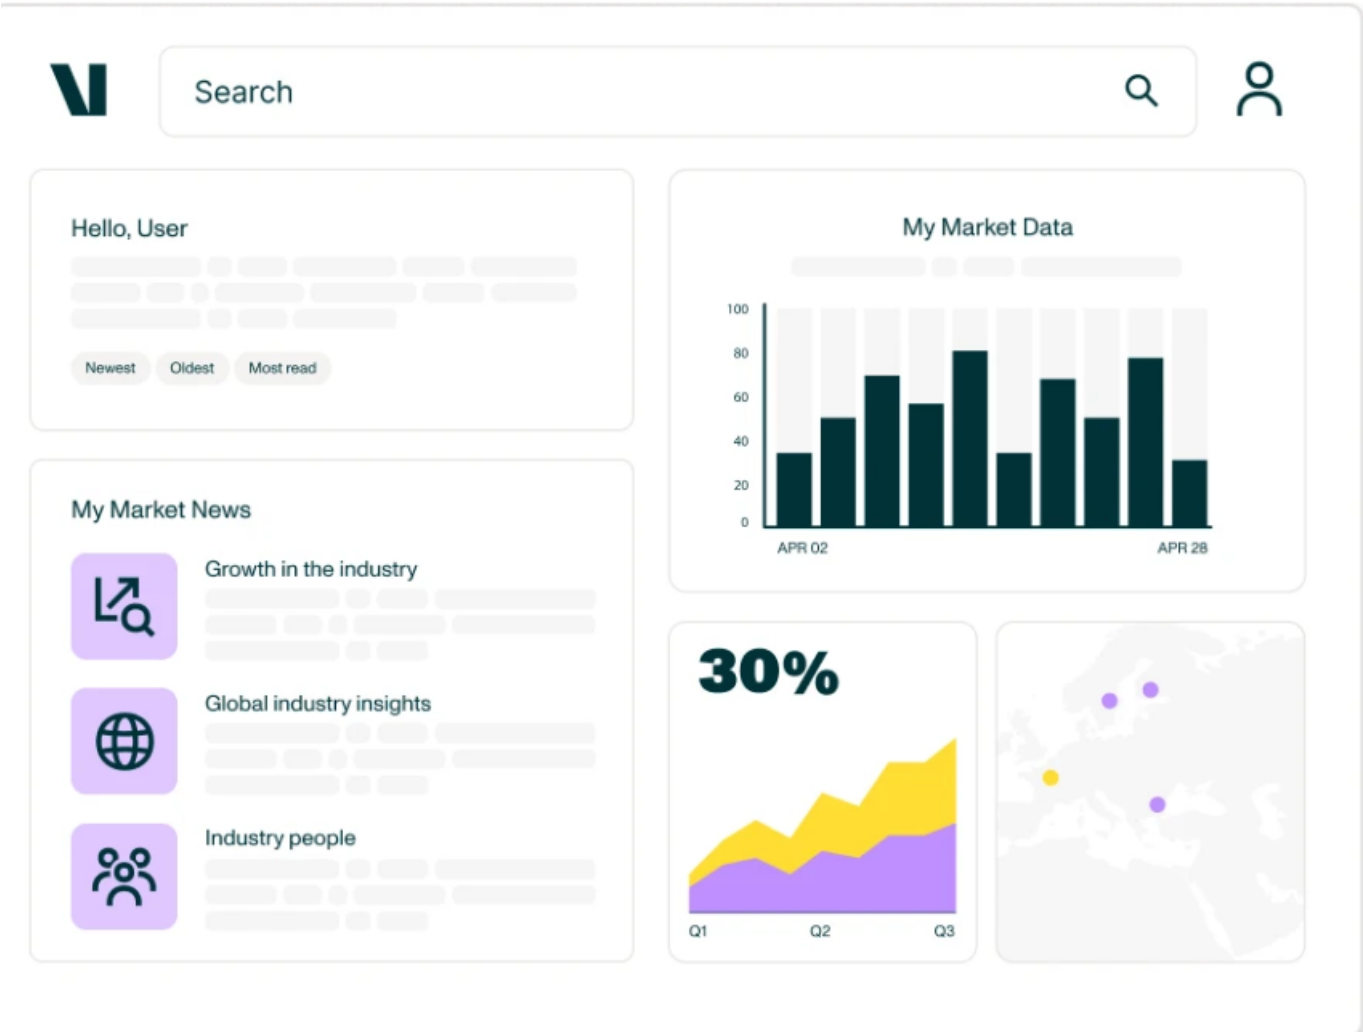 Search
Hello, User
Newest
Oldest
Most read
My Market News
Growth in the industry
Global industry insights
Industry people
My Market Data
100
80
60
40
20
0
APR 02
APR 28
30%
Q1
Q2
Q3